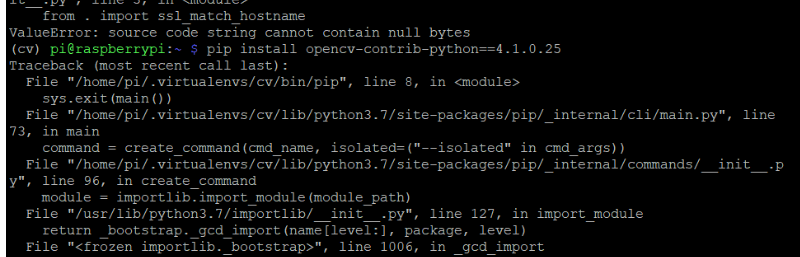 it__.py", line 3, in <module>
    from . import ssl_match_hostname
ValueError: source code string cannot contain null bytes
(cv) pi@raspberrypi:~ $ pip install opencv-contrib-python==4.1.0.25
Traceback (most recent call last):
  File "/home/pi/.virtualenvs/cv/bin/pip", line 8, in <module>
    sys.exit(main())
  File "/home/pi/.virtualenvs/cv/lib/python3.7/site-packages/pip/_internal/cli/main.py", line
73, in main
    command = create_command(cmd_name, isolated=("--isolated" in cmd_args))
  File "/home/pi/.virtualenvs/cv/lib/python3.7/site-packages/pip/_internal/commands/__init__.p
y", line 96, in create_command
    module = importlib.import_module(module_path)
  File "/usr/lib/python3.7/importlib/__init__.py", line 127, in import_module
    return _bootstrap._gcd_import(name[level:], package, level)
  File "<frozen importlib._bootstrap>", line 1006, in _gcd_import